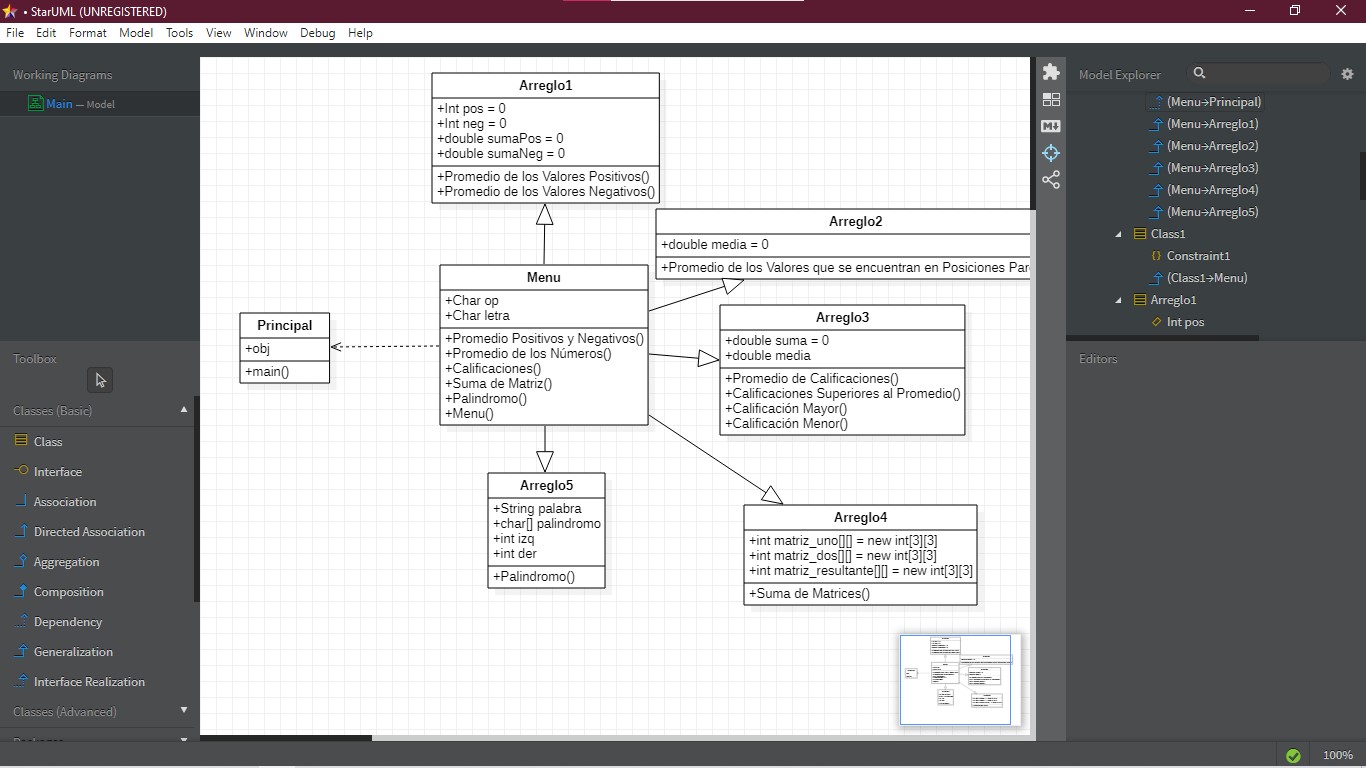 • StarUML (UNREGISTERED)
File Edit Format Model Tools View Window Debug Help
Working Diagrams
Main — Model
Toolbox
Classes (Basic)
Class
Interface
Association
Directed Association
Aggregation
Composition
Dependency
Generalization
Interface Realization
Classes (Advanced)
Arreglo1
+Int pos = 0
+Int neg = 0
+double sumaPos = 0
+double sumaNeg = 0
+Promedio de los Valores Positivos()
+Promedio de los Valores Negativos()
Arreglo2
+double media = 0
+Promedio de los Valores que se encuentran en Posiciones Par
Menu
+Char op
+Char letra
+Promedio Positivos y Negativos()
+Promedio de los Números()
+Calificaciones()
+Suma de Matriz()
+Palindromo()
+Menu()
Principal
+obj
+main()
Arreglo3
+double suma = 0
+double media
+Promedio de Calificaciones()
+Calificaciones Superiores al Promedio()
+Calificación Mayor()
+Calificación Menor()
Arreglo5
+String palabra
+char[] palindromo
+int izq
+int der
+Palindromo()
Arreglo4
+int matriz_uno[][] = new int[3][3]
+int matriz_dos[][] = new int[3][3]
+int matriz_resultante[][] = new int[3][3]
+Suma de Matrices()
Model Explorer
(Menu→Principal)
(Menu→Arreglo1)
(Menu→Arreglo2)
(Menu→Arreglo3)
(Menu→Arreglo4)
(Menu→Arreglo5)
Class1
Constraint1
(Class1→Menu)
Arreglo1
Int pos
Editors
100%